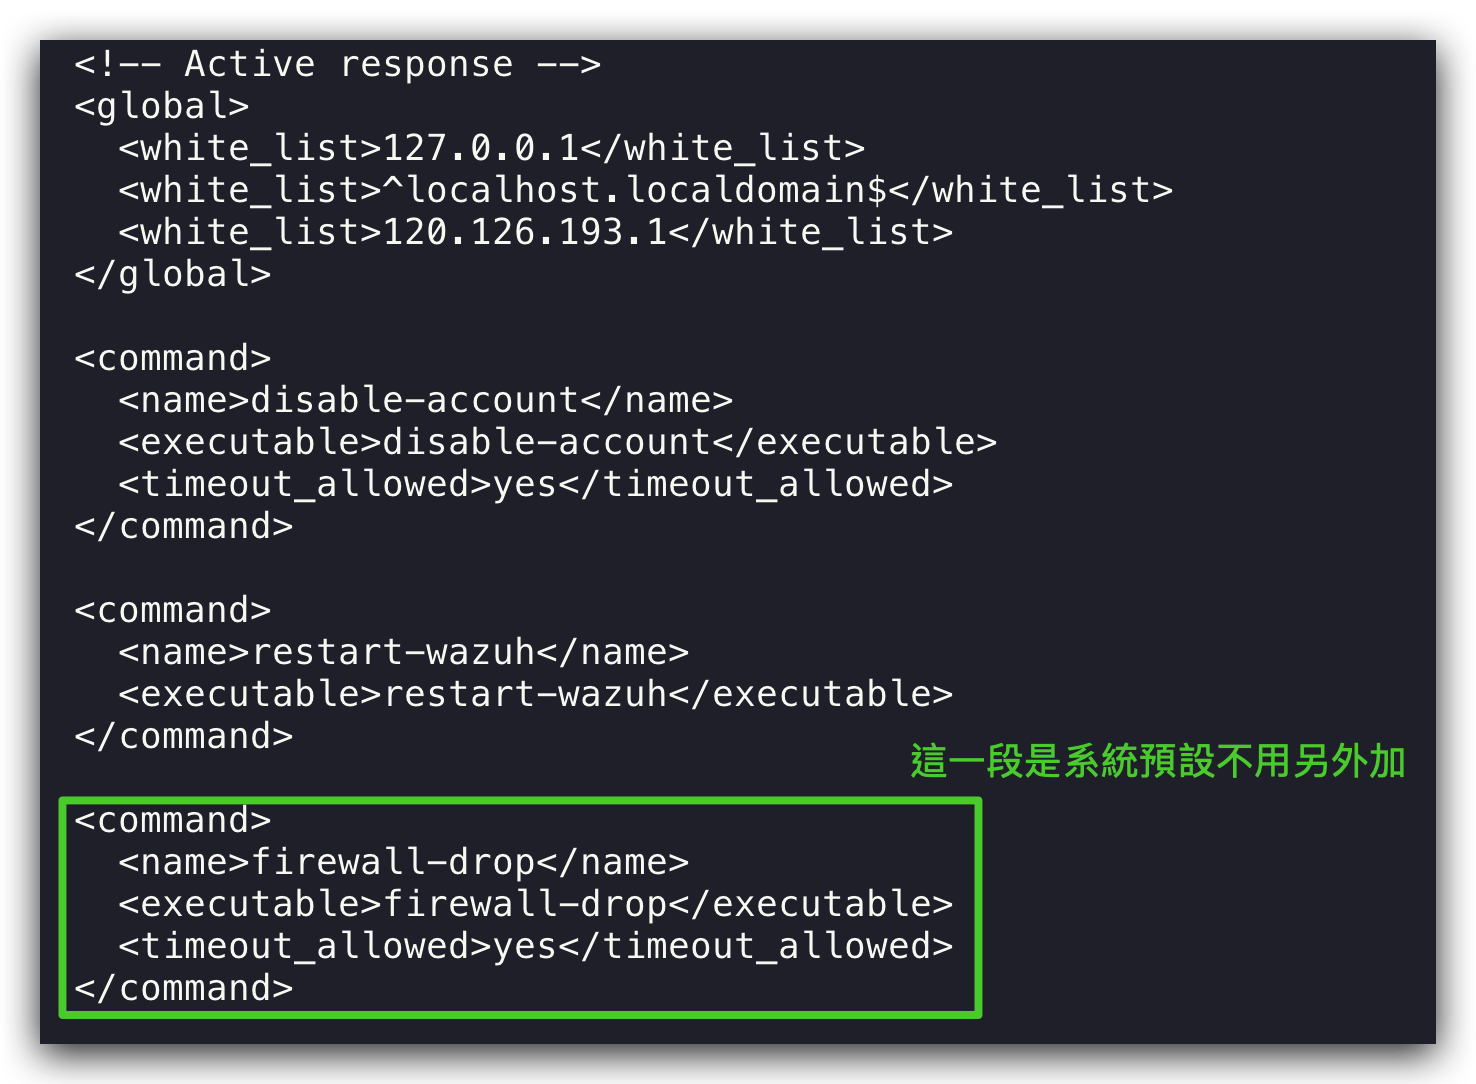 <!-- Active response -->
<global>
  <white_list>127.0.0.1</white_list>
  <white_list>^localhost.localdomain$</white_list>
  <white_list>120.126.193.1</white_list>
</global>

<command>
  <name>disable-account</name>
  <executable>disable-account</executable>
  <timeout_allowed>yes</timeout_allowed>
</command>

<command>
  <name>restart-wazuh</name>
  <executable>restart-wazuh</executable>
</command>
這一段是系統預設不用另外加
<command>
  <name>firewall-drop</name>
  <executable>firewall-drop</executable>
  <timeout_allowed>yes</timeout_allowed>
</command>